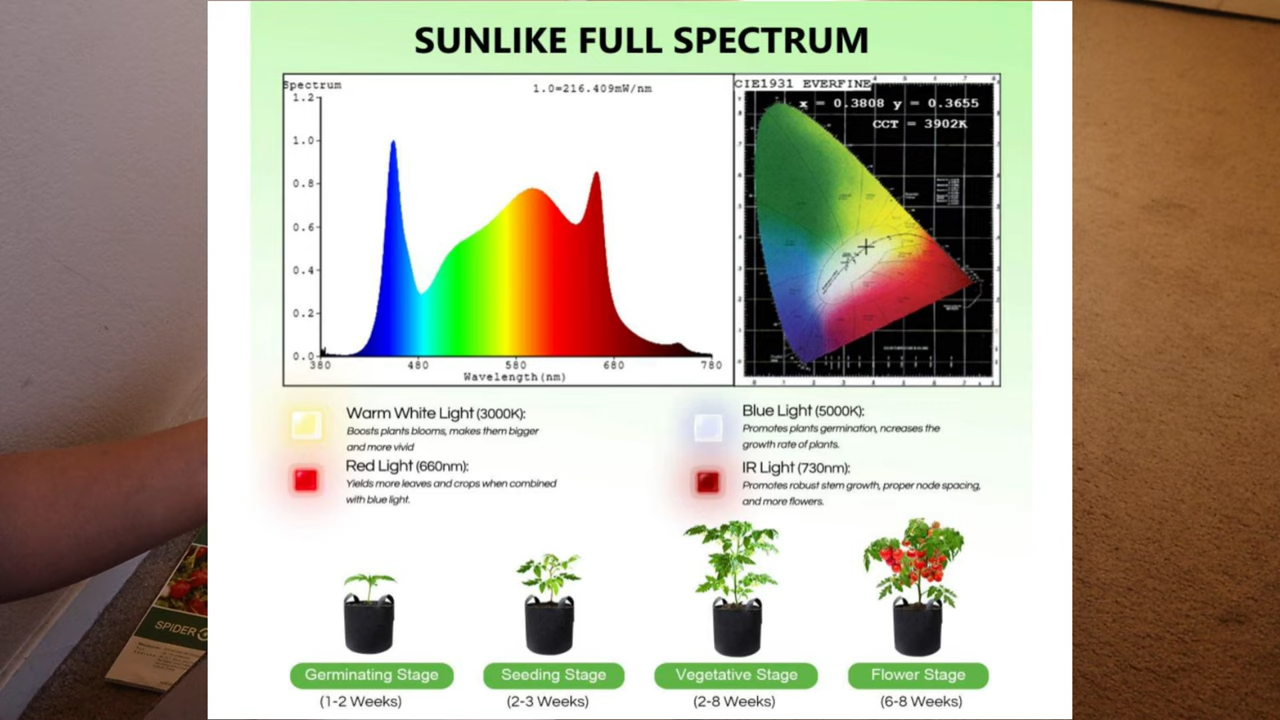 SUNLIKE FULL SPECTRUM
Spectrum
1.0=216.409mW/nm
1.2
1.0
0.8
0.6
0.4
0.2
0.0
380 480 580 680 780
Wavelength(nm)
CIE1931 EVERFINE
x = 0.3808 y = 0.3655
CCT = 3902K
Warm White Light (3000K):
Boosts plants blooms, makes them bigger
and more vivid
Red Light (660nm):
Yields more leaves and crops when combined
with blue light.
Blue Light (5000K):
Promotes plants germination, ncreases the
growth rate of plants.
IR Light (730nm):
Promotes robust stem growth, proper node spacing,
and more flowers.
Germinating Stage
(1-2 Weeks)
Seeding Stage
(2-3 Weeks)
Vegetative Stage
(2-8 Weeks)
Flower Stage
(6-8 Weeks)
SPIDER